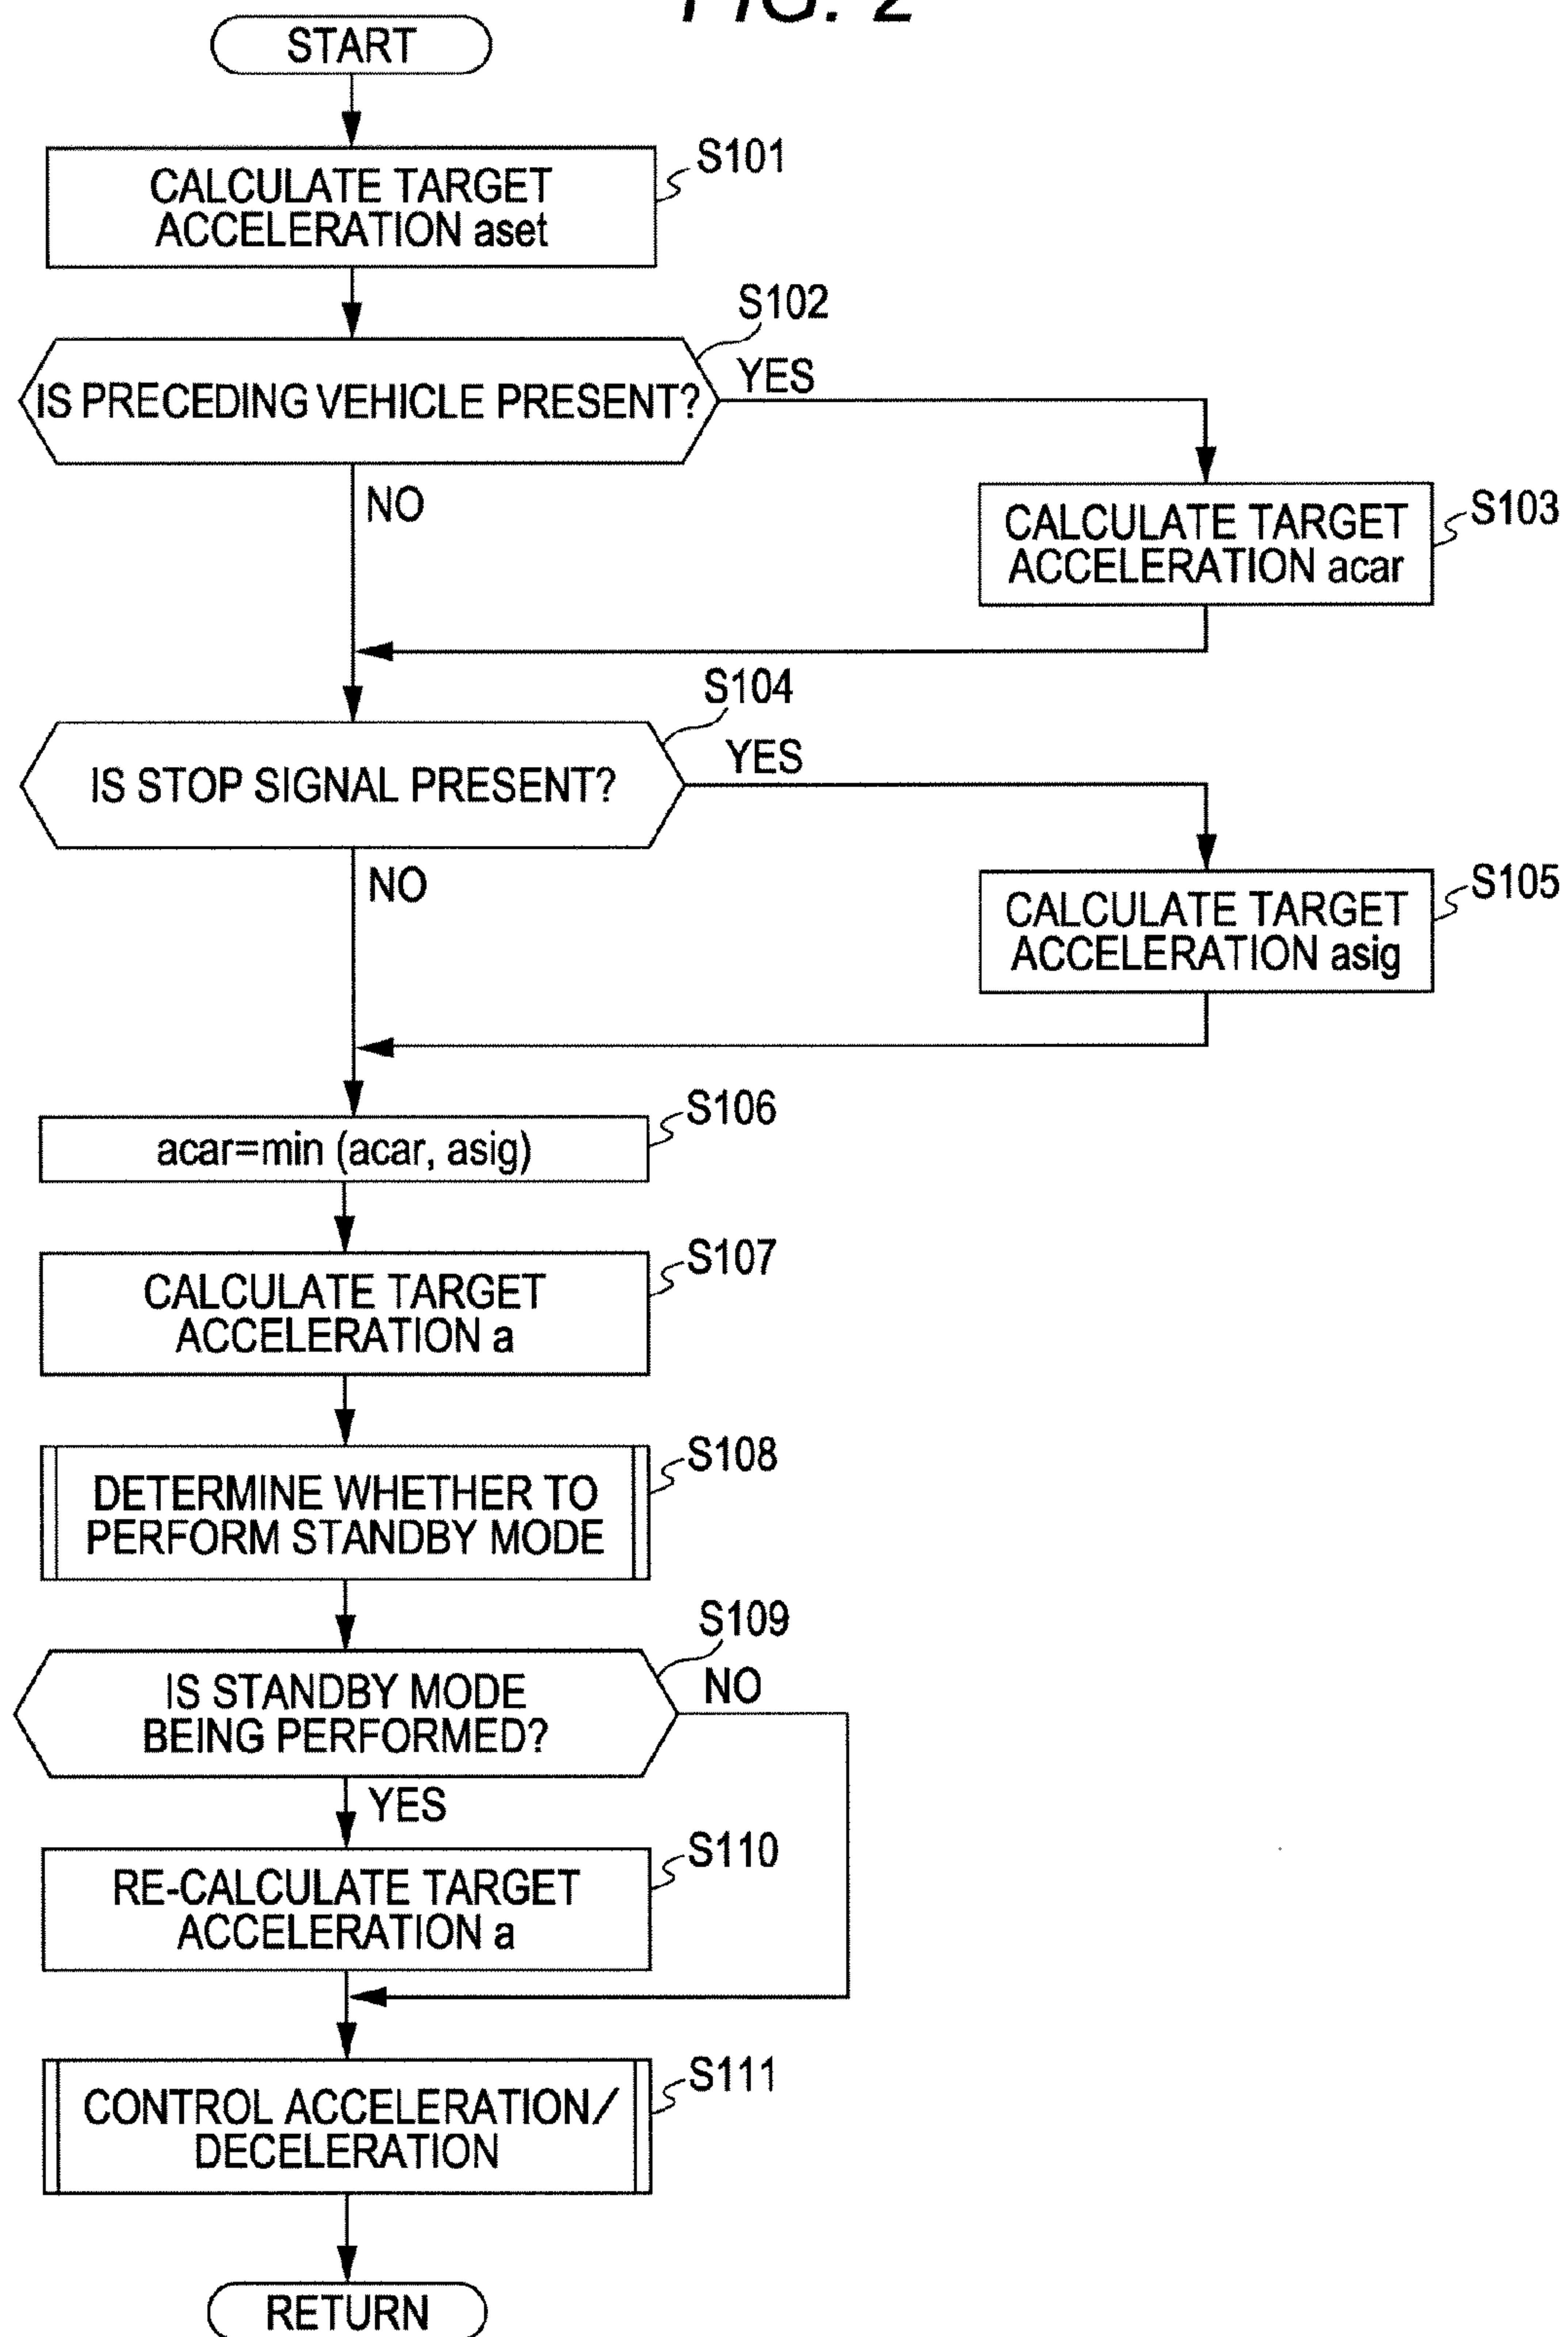 FIG. 2
START
CALCULATE TARGET
ACCELERATION aset
S101
S102
IS PRECEDING VEHICLE PRESENT?
YES
NO
CALCULATE TARGET
ACCELERATION acar
S103
S104
IS STOP SIGNAL PRESENT?
YES
NO
CALCULATE TARGET
ACCELERATION asig
S105
acar=min (acar, asig)
S106
CALCULATE TARGET
ACCELERATION a
S107
DETERMINE WHETHER TO
PERFORM STANDBY MODE
S108
S109
IS STANDBY MODE
BEING PERFORMED?
NO
YES
RE-CALCULATE TARGET
ACCELERATION a
S110
CONTROL ACCELERATION/
DECELERATION
S111
RETURN